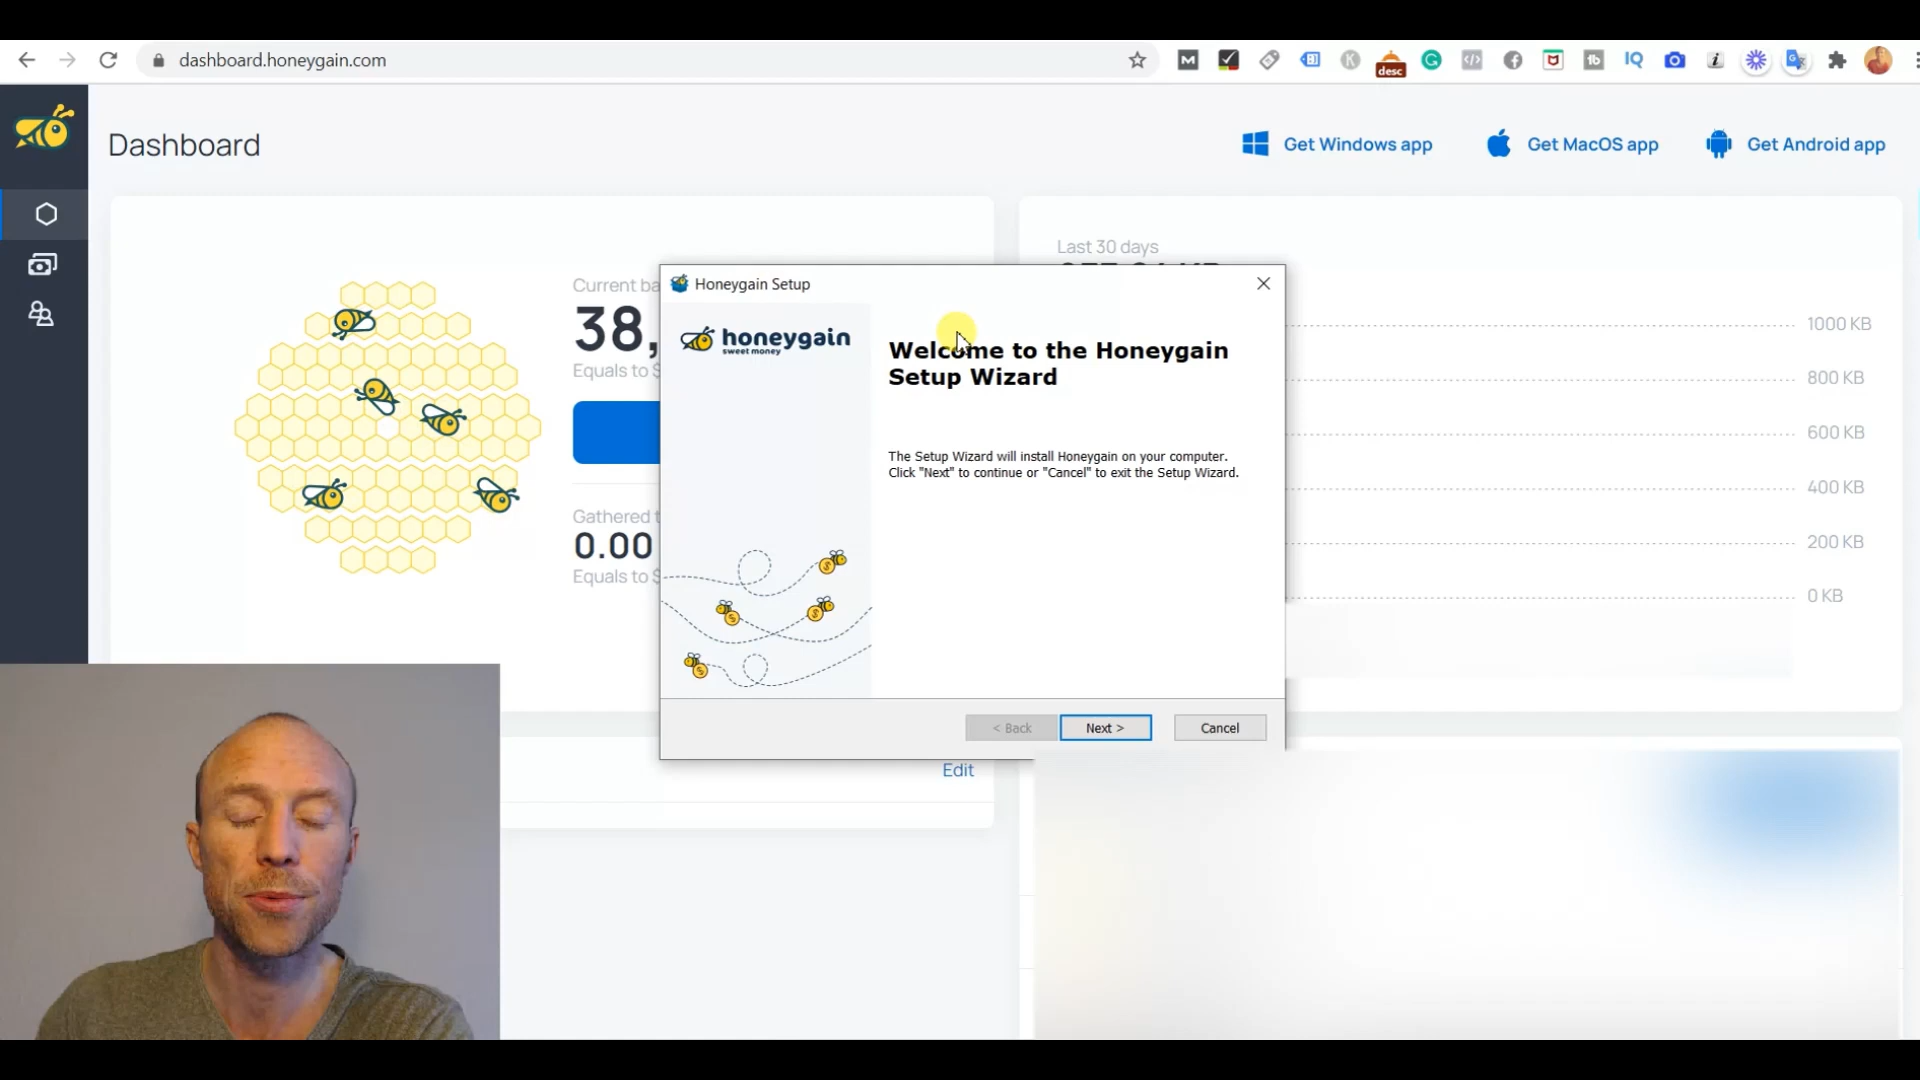 dashboard.honeygain.com
desc
IQ
Dashboard
Get Windows app
Get MacOS app
Get Android app
Last 30 days
Current ba
38,
Equals to $
Gathered t
0.00
Equals to $
Honeygain Setup
honeygain
sweet money
Welcome to the Honeygain
Setup Wizard
The Setup Wizard will install Honeygain on your computer.
Click "Next" to continue or "Cancel" to exit the Setup Wizard.
< Back
Next >
Cancel
1000 KB
800 KB
600 KB
400 KB
200 KB
0 KB
Edit